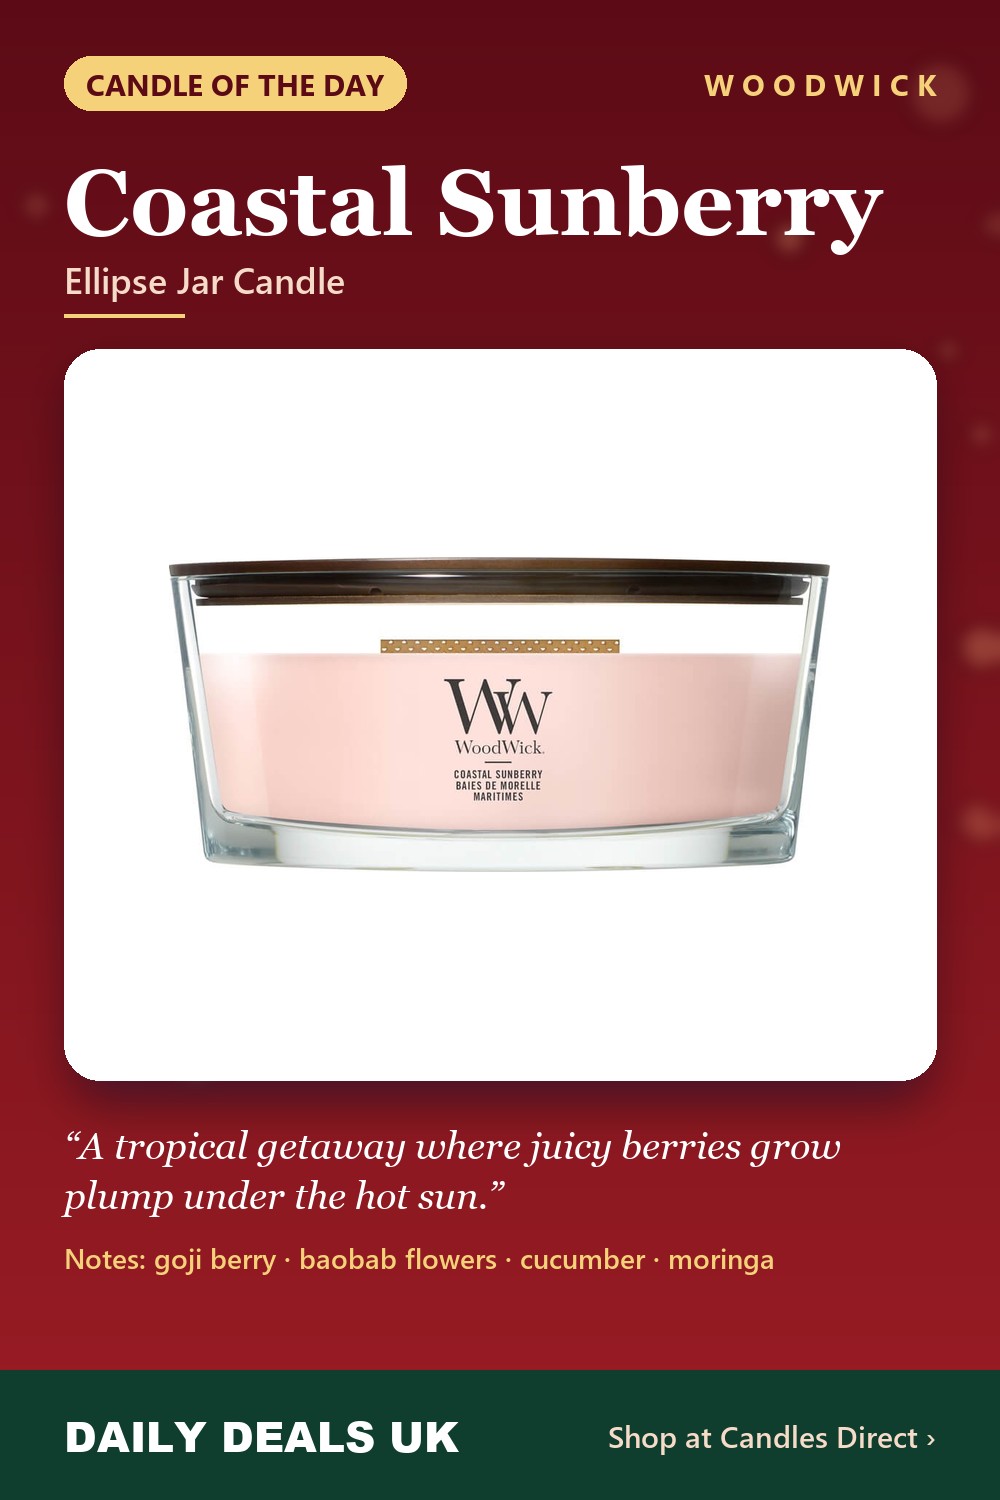 CANDLE OF THE DAY
WOODWICK
Coastal Sunberry
Ellipse Jar Candle
WW
WoodWick.
COASTAL SUNBERRY
BAIES DE MORELLE
MARITIMES
“A tropical getaway where juicy berries grow
plump under the hot sun.”
Notes: goji berry · baobab flowers · cucumber · moringa
DAILY DEALS UK
Shop at Candles Direct ›